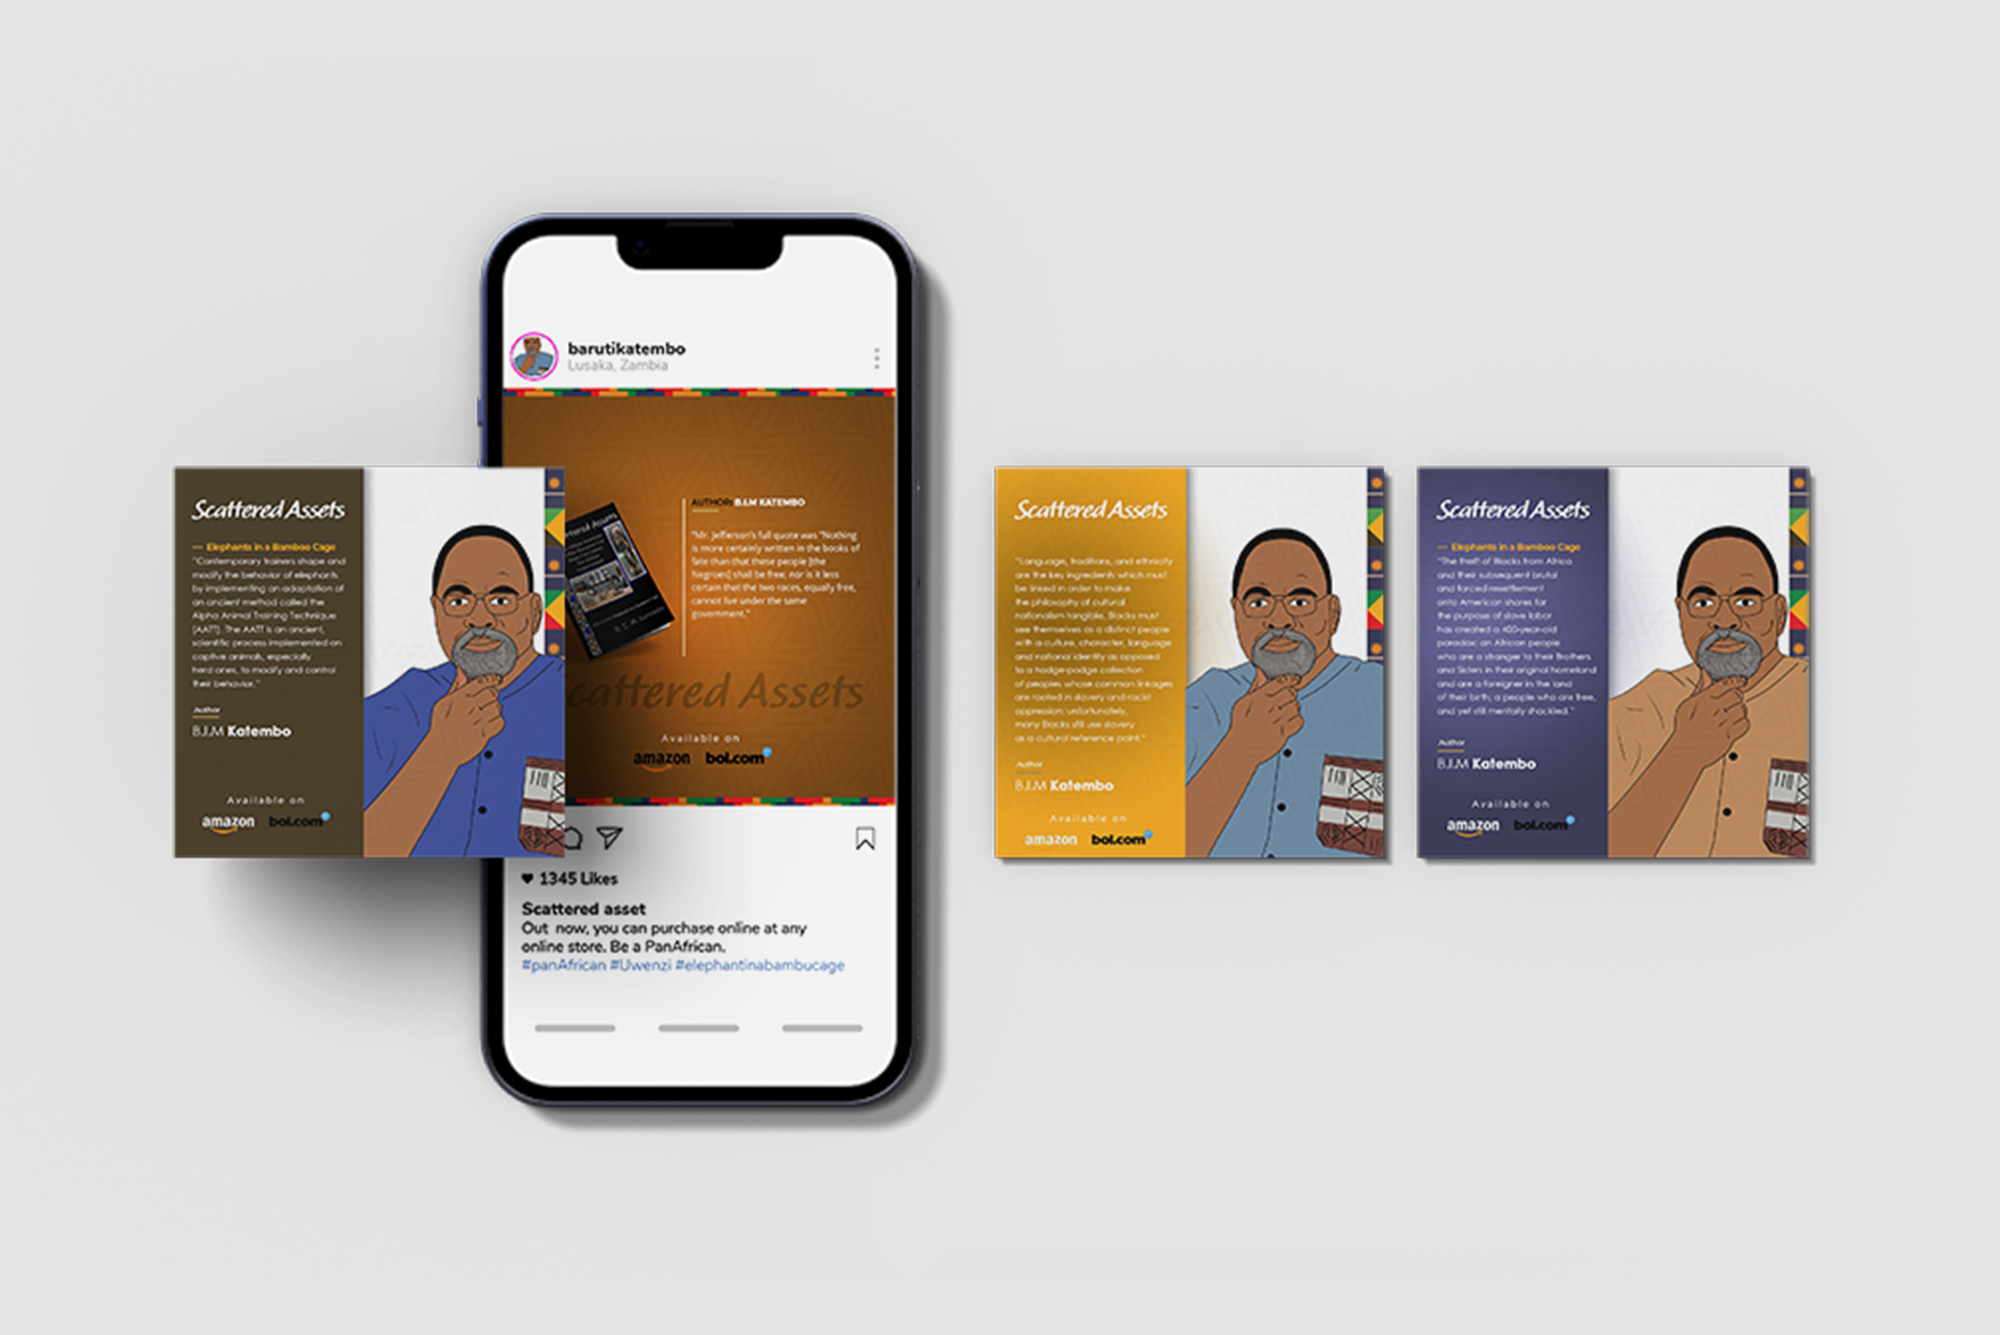 Scattered Assets
— Elephants in a Bamboo Cage
"Contemporary trainers shape and
modify the behavior of elephants
by implementing an adaptation of
an ancient method called the
Alpha Animal Training Technique
(AATT). The AATT is an ancient,
scientific process implemented on
captive animals, especially
herd ones, to modify and control
their behavior."
Author
B.I.M Katembo
Available on
amazon bol.com
barutikatembo
Lusaka, Zambia
AUTHOR: B.I.M KATEMBO
"Mr. Jefferson's full quote was "Nothing
is more certainly written in the books of
fate than that these people [the
Negroes] shall be free, nor is it less
certain that the two races, equally free,
cannot live under the same
government."
cattered Assets
Available on
amazon bol.com
1345 Likes
Scattered asset
Out now, you can purchase online at any
online store. Be a PanAfrican.
#panAfrican #Uwenzi #elephantinabambucage
Scattered Assets
"Language, traditions, and ethnicity
are the key ingredients which must
be linked in order to make
the philosophy of cultural
nationalism tangible. Blacks must
see themselves as a distinct people
with a culture, character, language
and national identity as opposed
to a hodge-podge collection
of peoples whose common linkages
are rooted in slavery and racist
oppression; unfortunately,
many Blacks still use slavery
as a cultural reference point."
Author
B.I.M Katembo
Available on
amazon bol.com
Scattered Assets
— Elephants in a Bamboo Cage
"The theft of Blacks from Africa
and their subsequent brutal
and forced resettlement
onto American shores for
the purpose of slave labor
has created a 400-year-old
paradox: an African people
who are a stranger to their Brothers
and Sisters in their original homeland
and are a foreigner in the land
of their birth; a people who are free,
and yet still mentally shackled."
Author
B.I.M Katembo
Available on
amazon bol.com